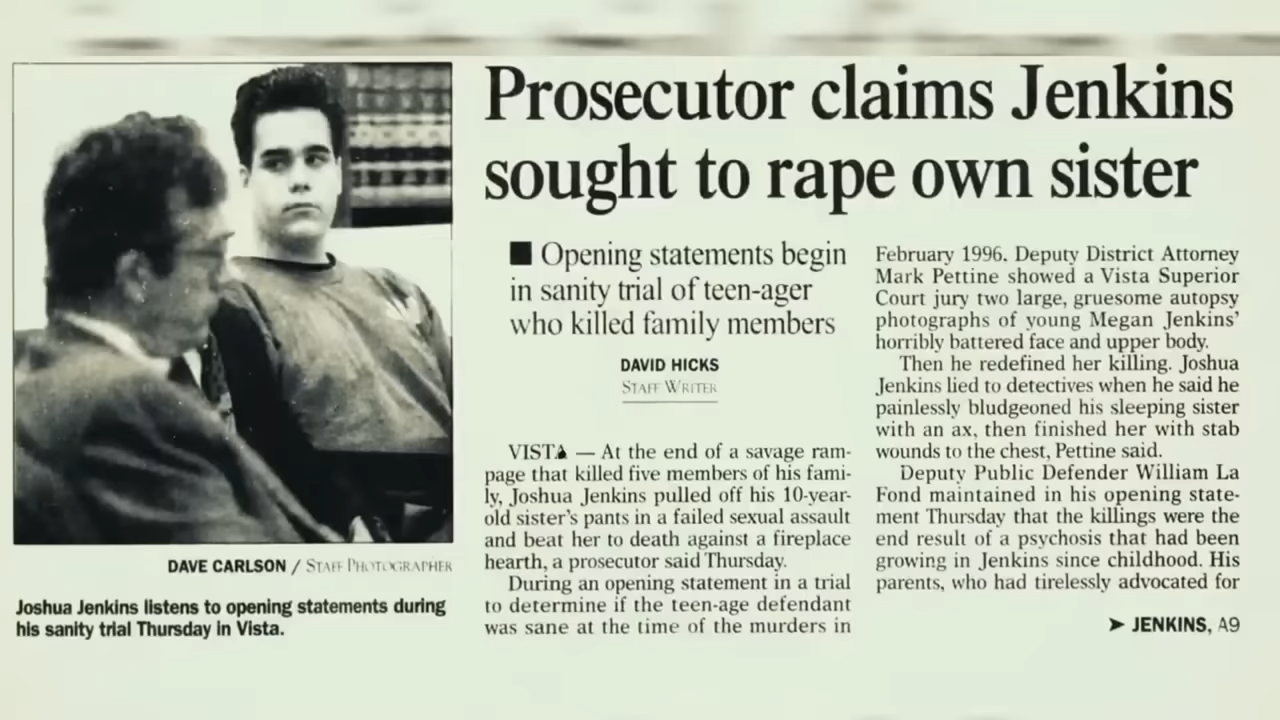 Prosecutor claims Jenkins
sought to rape own sister
■ Opening statements begin
in sanity trial of teen-ager
who killed family members
DAVID HICKS
STAFF WRITER
VISTA — At the end of a savage ram-
page that killed five members of his fami-
ly, Joshua Jenkins pulled off his 10-year-
old sister's pants in a failed sexual assault
and beat her to death against a fireplace
hearth, a prosecutor said Thursday.
During an opening statement in a trial
to determine if the teen-age defendant
was sane at the time of the murders in
February 1996. Deputy District Attorney
Mark Pettine showed a Vista Superior
Court jury two large, gruesome autopsy
photographs of young Megan Jenkins'
horribly battered face and upper body.
Then he redefined her killing. Joshua
Jenkins lied to detectives when he said he
painlessly bludgeoned his sleeping sister
with an ax, then finished her with stab
wounds to the chest, Pettine said.
Deputy Public Defender William La
Fond maintained in his opening state-
ment Thursday that the killings were the
end result of a psychosis that had been
growing in Jenkins since childhood. His
parents, who had tirelessly advocated for
➤ JENKINS, A9
DAVE CARLSON / STAFF PHOTOGRAPHER
Joshua Jenkins listens to opening statements during
his sanity trial Thursday in Vista.